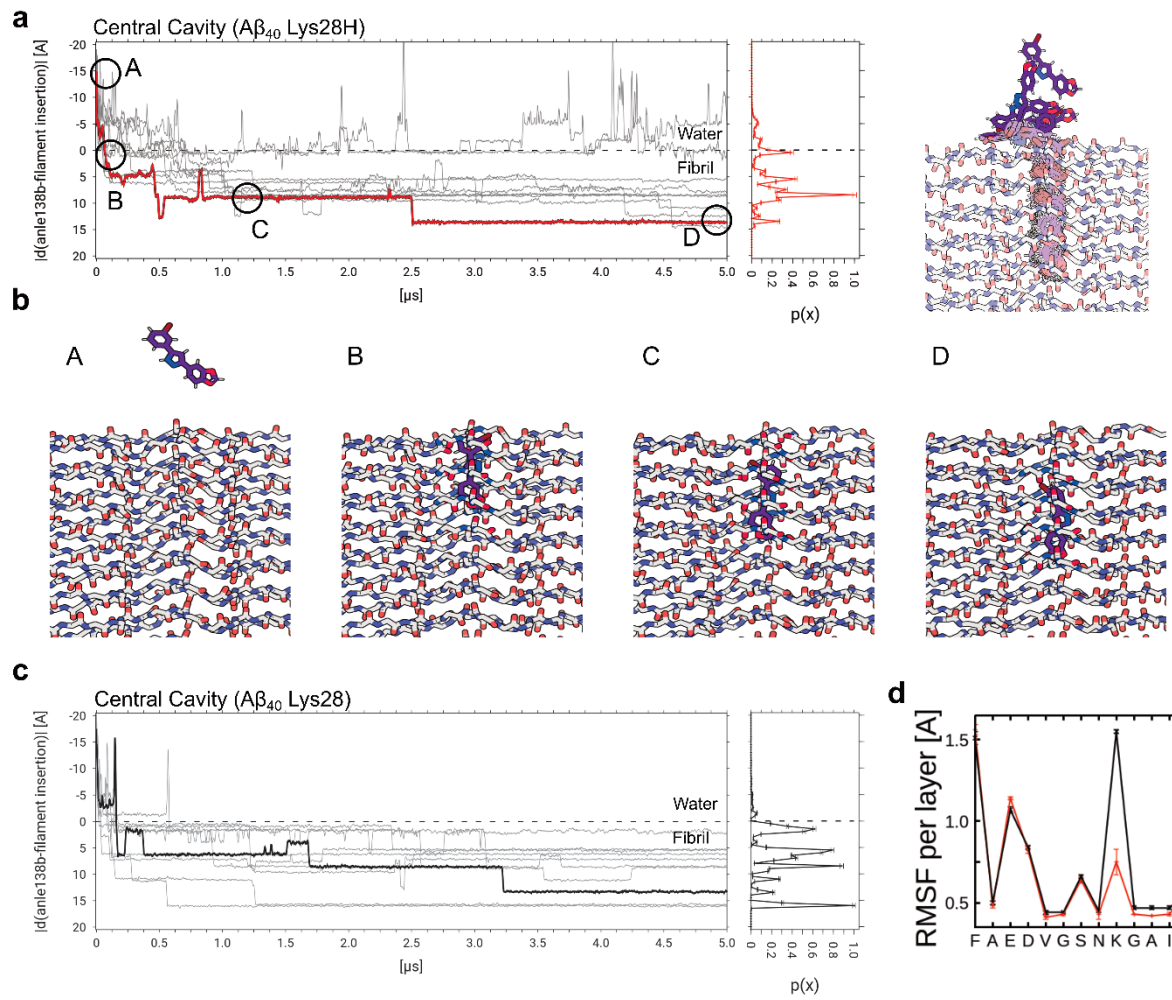 a
Central Cavity (Aβ₄₀ Lys28H)
|d(anle138b-filament insertion)| [A]
-20
-15
-10
-5
0
5
10
15
20
A
B
C
D
Water
Fibril
0 0.5 1.0 1.5 2.0 2.5 3.0 3.5 4.0 4.5 5.0
[µs]
0 0.2 0.4 0.6 0.8 1.0
p(x)
b
A B C D
c
Central Cavity (Aβ₄₀ Lys28)
|d(anle138b-filament insertion)| [A]
-20
-15
-10
-5
0
5
10
15
20
Water
Fibril
0 0.5 1.0 1.5 2.0 2.5 3.0 3.5 4.0 4.5 5.0
[µs]
0 0.2 0.4 0.6 0.8 1.0
p(x)
d
RMSF per layer [A]
1.5
1.0
0.5
F A E D V G S N K G A I